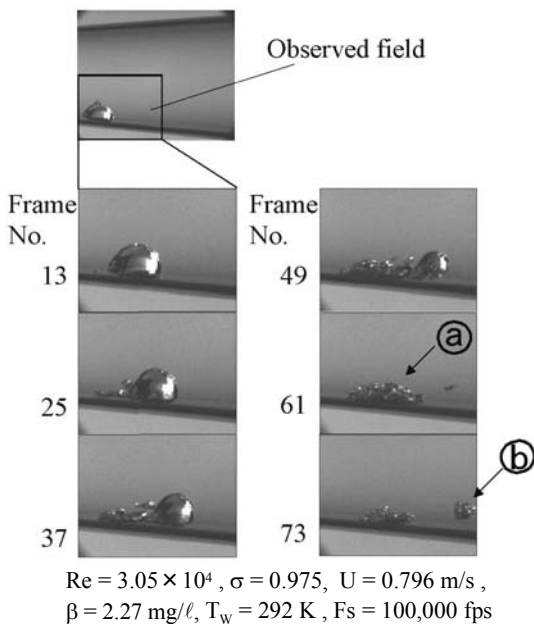 Observed field
Frame
No.
13
25
37
Frame
No.
49
61
73
ⓐ
ⓑ
Re = 3.05 × 10⁴ , σ = 0.975, U = 0.796 m/s ,
β = 2.27 mg/ℓ, T_W = 292 K , Fs = 100,000 fps